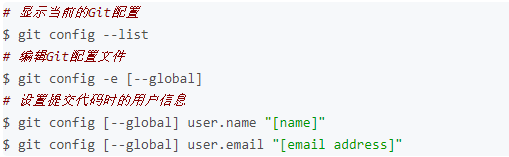 # 显示当前的Git配置
$ git config --list
# 编辑Git配置文件
$ git config -e [--global]
# 设置提交代码时的用户信息
$ git config [--global] user.name "[name]"
$ git config [--global] user.email "[email address]"